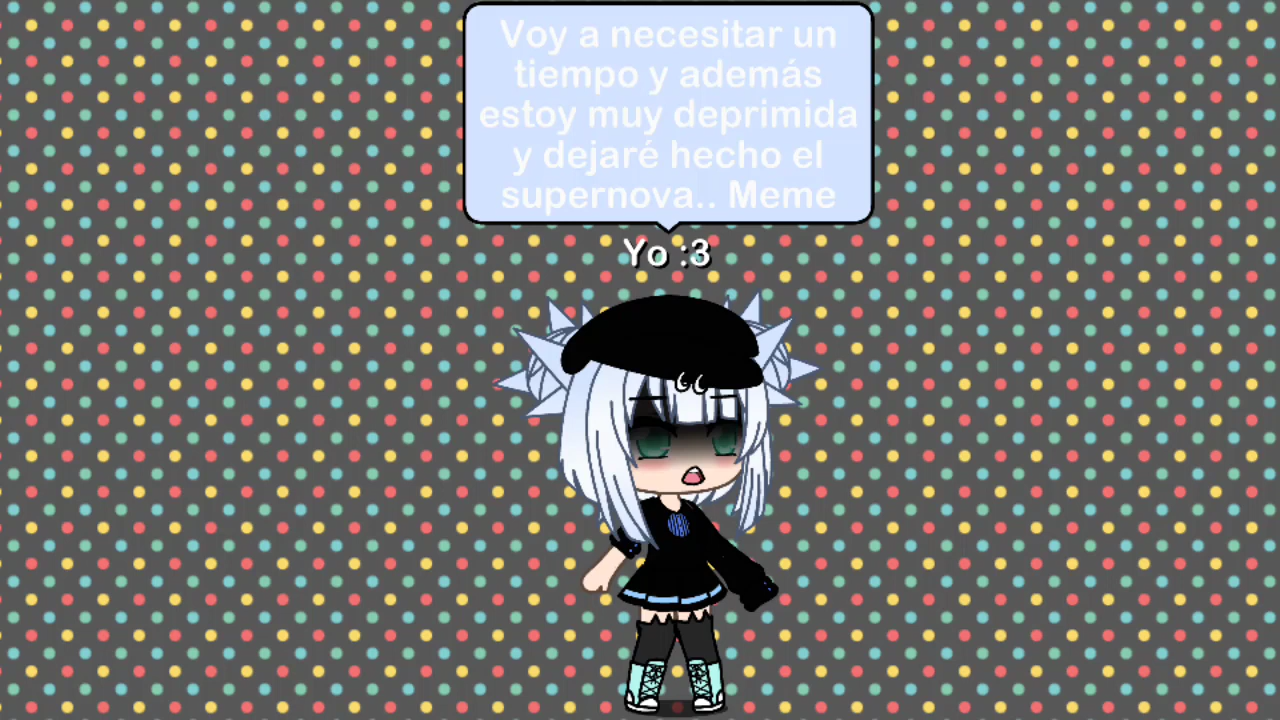 Voy a necesitar un
tiempo y además
estoy muy deprimida
y dejaré hecho el
supernova.. Meme
Yo :3